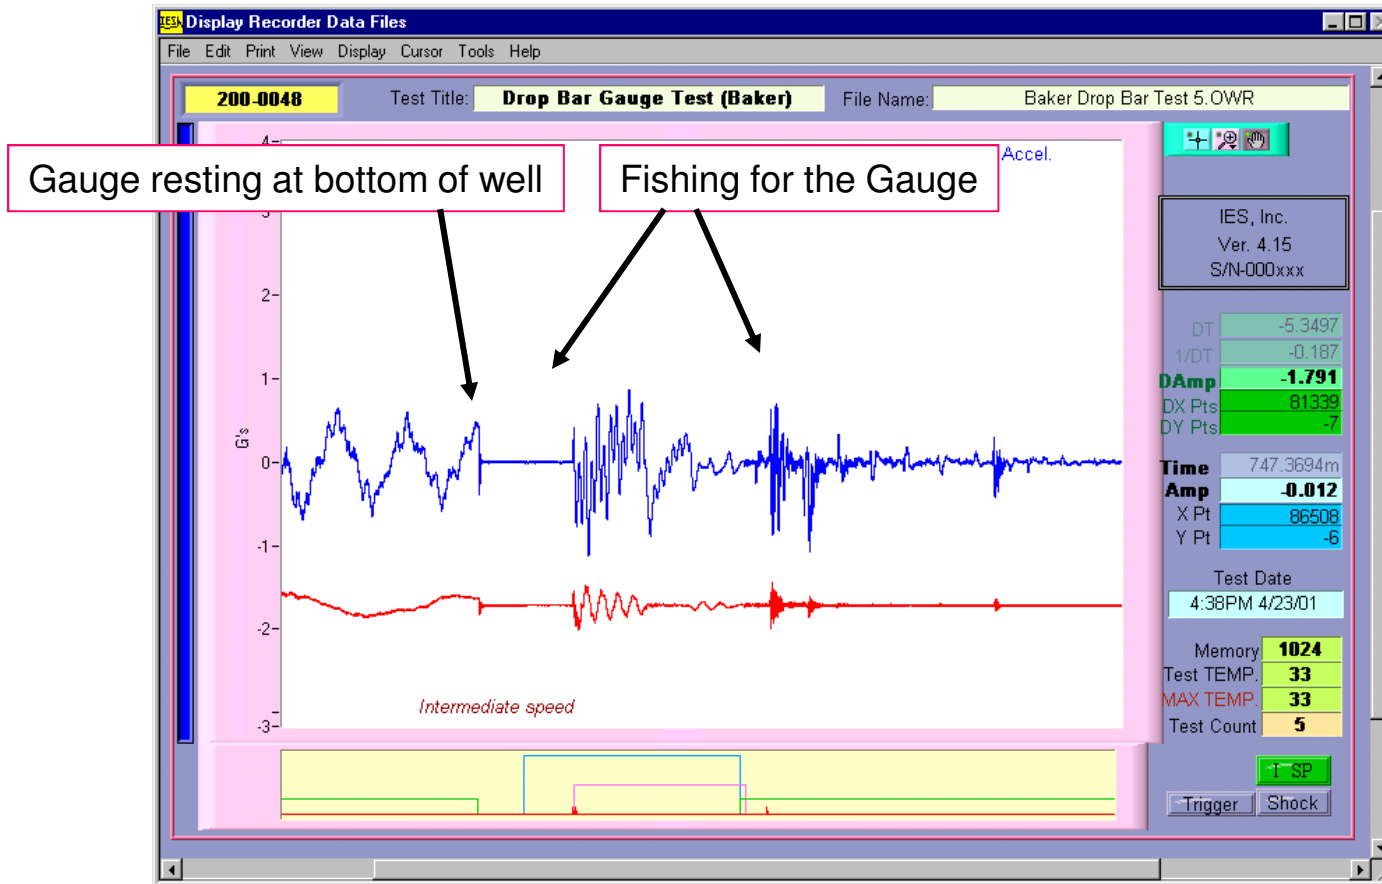 IES Display Recorder Data Files
File Edit Print View Display Cursor Tools Help
200-0048 Test Title: Drop Bar Gauge Test (Baker) File Name: Baker Drop Bar Test 5.OWR
Gauge resting at bottom of well
Fishing for the Gauge
Accel.
4
3
2
1
0
-1
-2
-3
G's
Intermediate speed
IES, Inc.
Ver. 4.15
S/N-000xxx
DT -5.3497
1/DT -0.187
DAmp -1.791
DX Pts 81339
DY Pts -7
Time 747.3694m
Amp -0.012
X Pt 86508
Y Pt -6
Test Date
4:38PM 4/23/01
Memory 1024
Test TEMP. 33
MAX TEMP. 33
Test Count 5
T SP
Trigger Shock